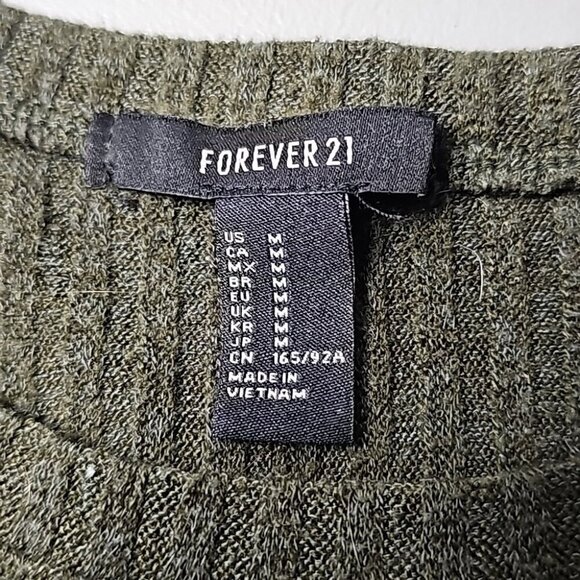 FOREVER 21
US M
CA M
MX M
BR M
EU M
UK M
KR M
JP M
CN 165/92A
MADE IN
VIETNAM